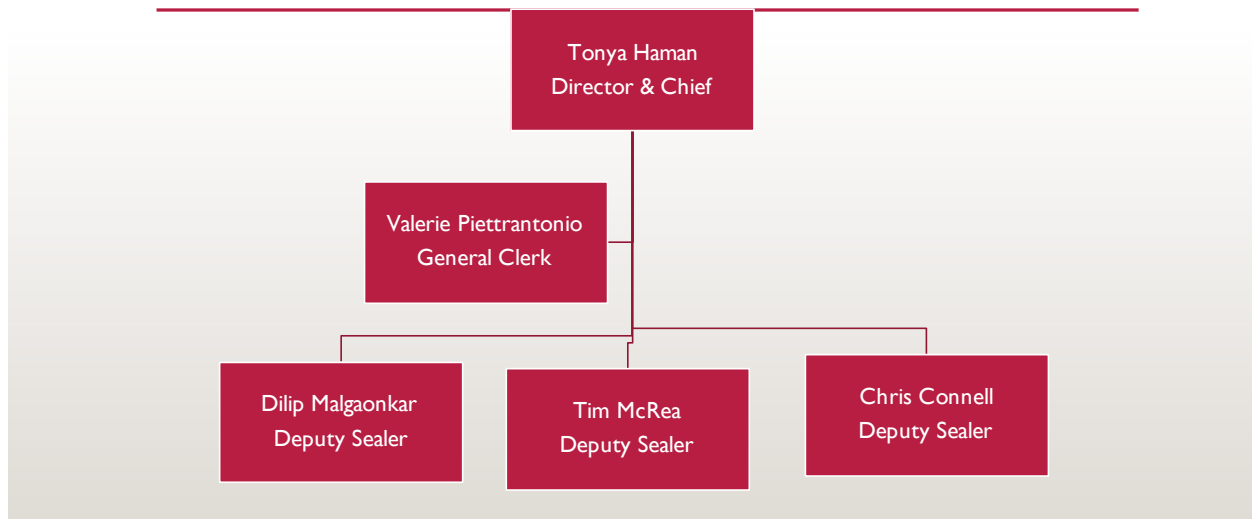 Tonya Haman
Director & Chief
Valerie Piettrantonio
General Clerk
Dilip Malgaonkar
Deputy Sealer
Tim McRea
Deputy Sealer
Chris Connell
Deputy Sealer